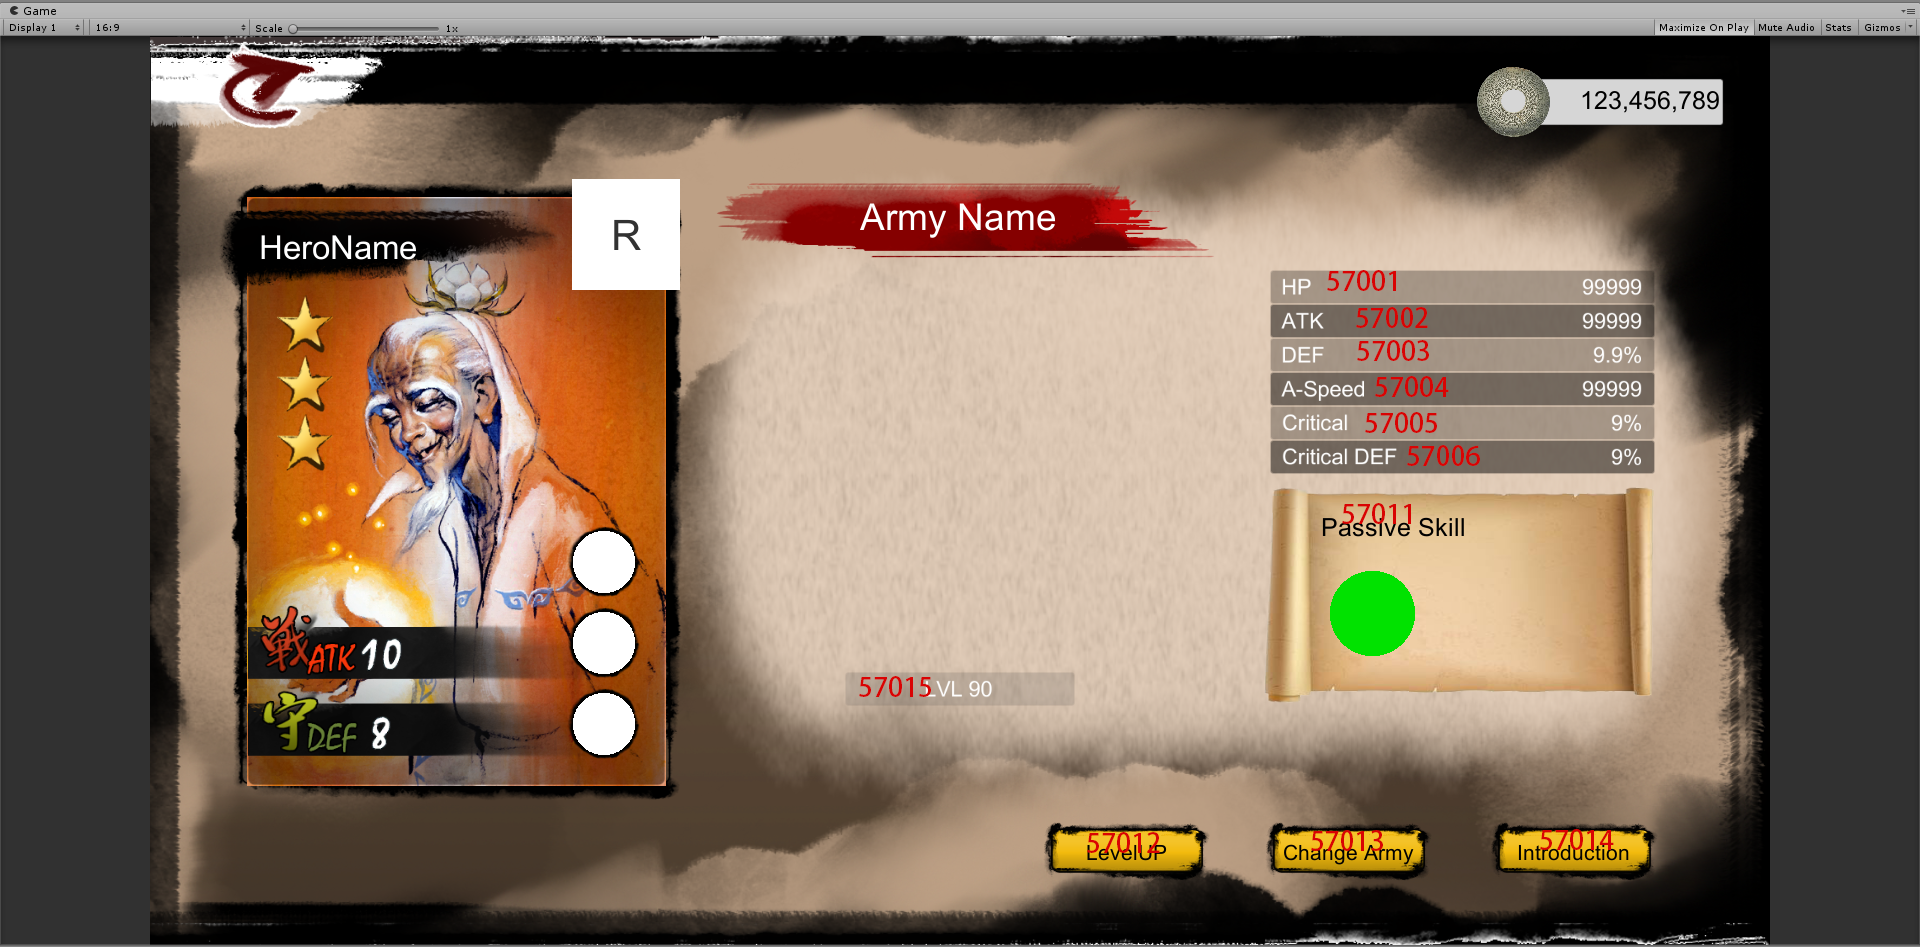 Game
Display 1
16:9
Scale
1x
Maximize On Play
Mute Audio
Stats
Gizmos
123,456,789
R
Army Name
HeroName
HP 57001 99999
ATK 57002 99999
DEF 57003 9.9%
A-Speed 57004 99999
Critical 57005 9%
Critical DEF 57006 9%
57011
Passive Skill
戦ATK 10
守DEF 8
57015 LVL 90
57012
LevelUP
57013
Change Army
57014
Introduction